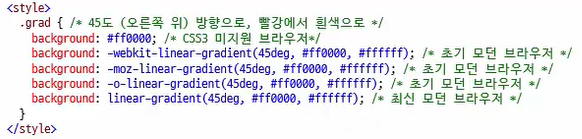 <style>
.grad { /* 45도 (오른쪽 위) 방향으로, 빨강에서 흰색으로 */
background: #ff0000; /* CSS3 미지원 브라우저*/
background: -webkit-linear-gradient(45deg, #ff0000, #ffffff); /* 초기 모던 브라우저 */
background: -moz-linear-gradient(45deg, #ff0000, #ffffff); /* 초기 모던 브라우저 */
background: -o-linear-gradient(45deg, #ff0000, #ffffff); /* 초기 모던 브라우저 */
background: linear-gradient(45deg, #ff0000, #ffffff); /* 최신 모던 브라우저 */
}
</style>